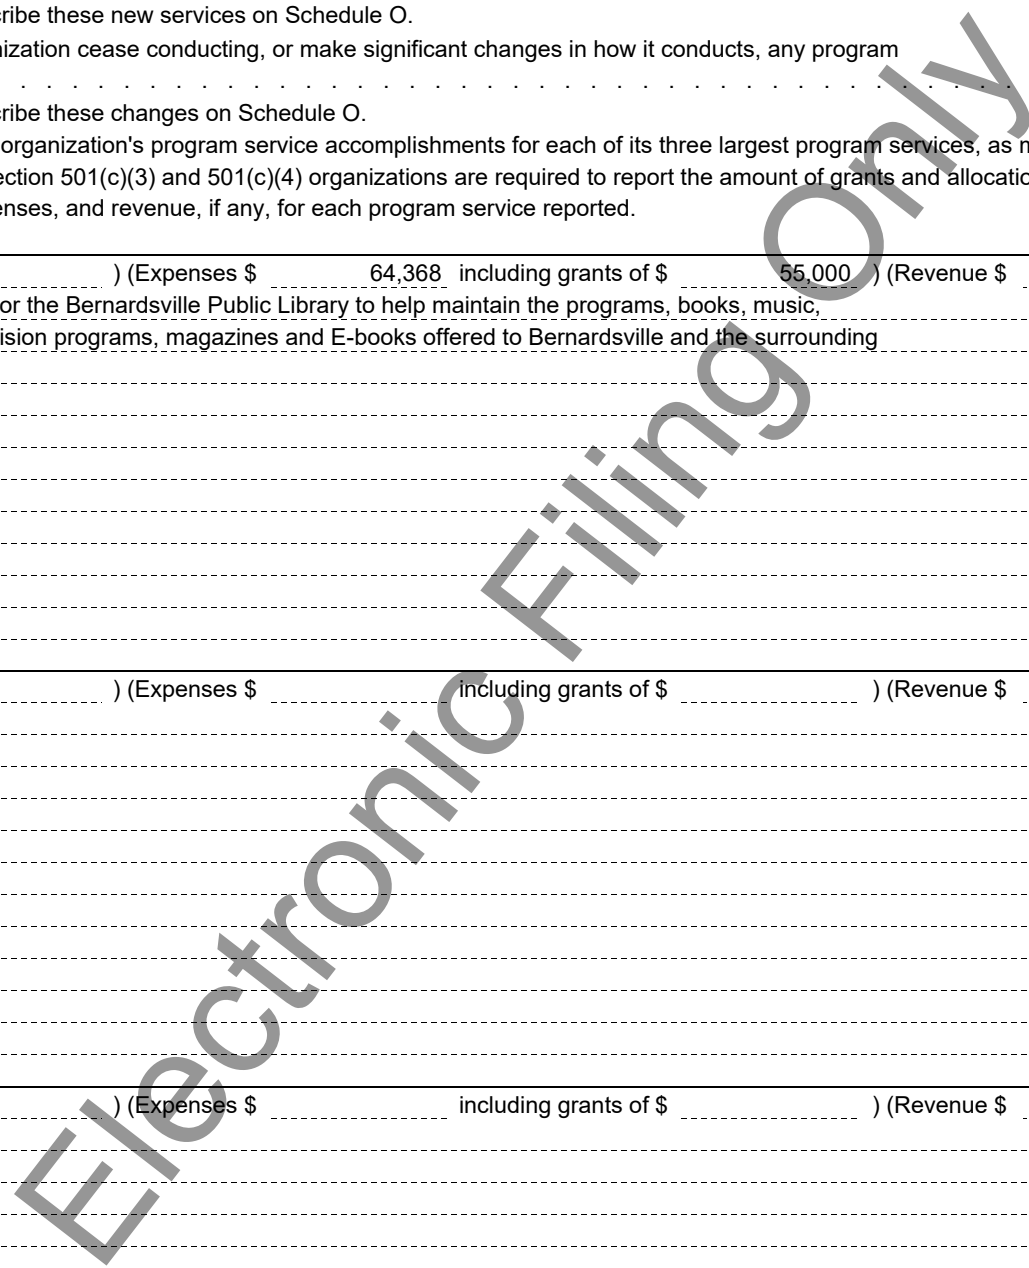 ribe these new services on Schedule O.
nization cease conducting, or make significant changes in how it conducts, any program
. . . . . . . . . . . . . . . . . . . . . . . . . . . . . . . . . . . . . . .
ribe these changes on Schedule O.
organization's program service accomplishments for each of its three largest program services, as m
ection 501(c)(3) and 501(c)(4) organizations are required to report the amount of grants and allocatio
enses, and revenue, if any, for each program service reported.
) (Expenses $ 64,368 including grants of $ 55,000 ) (Revenue $
or the Bernardsville Public Library to help maintain the programs, books, music,
ision programs, magazines and E-books offered to Bernardsville and the surrounding
) (Expenses $ including grants of $ ) (Revenue $
) (Expenses $ including grants of $ ) (Revenue $
Electronic Filing Only